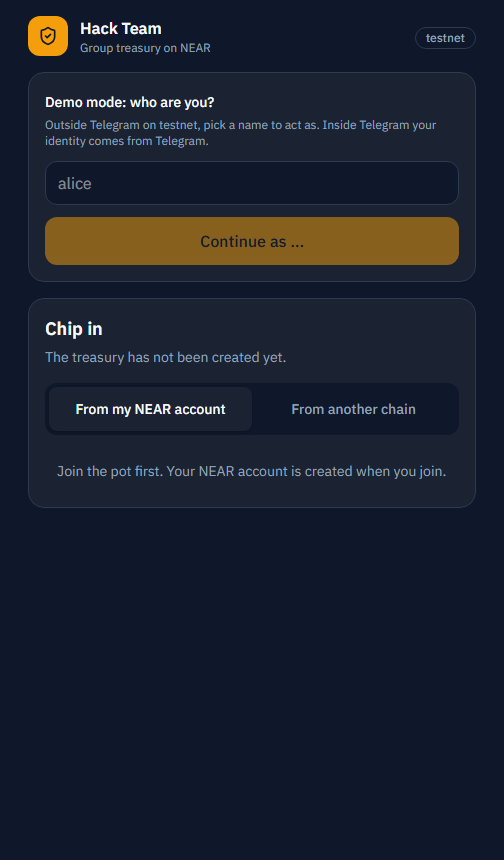 Hack Team
Group treasury on NEAR
testnet
Demo mode: who are you?
Outside Telegram on testnet, pick a name to act as. Inside Telegram your
identity comes from Telegram.
alice
Continue as ...
Chip in
The treasury has not been created yet.
From my NEAR account
From another chain
Join the pot first. Your NEAR account is created when you join.